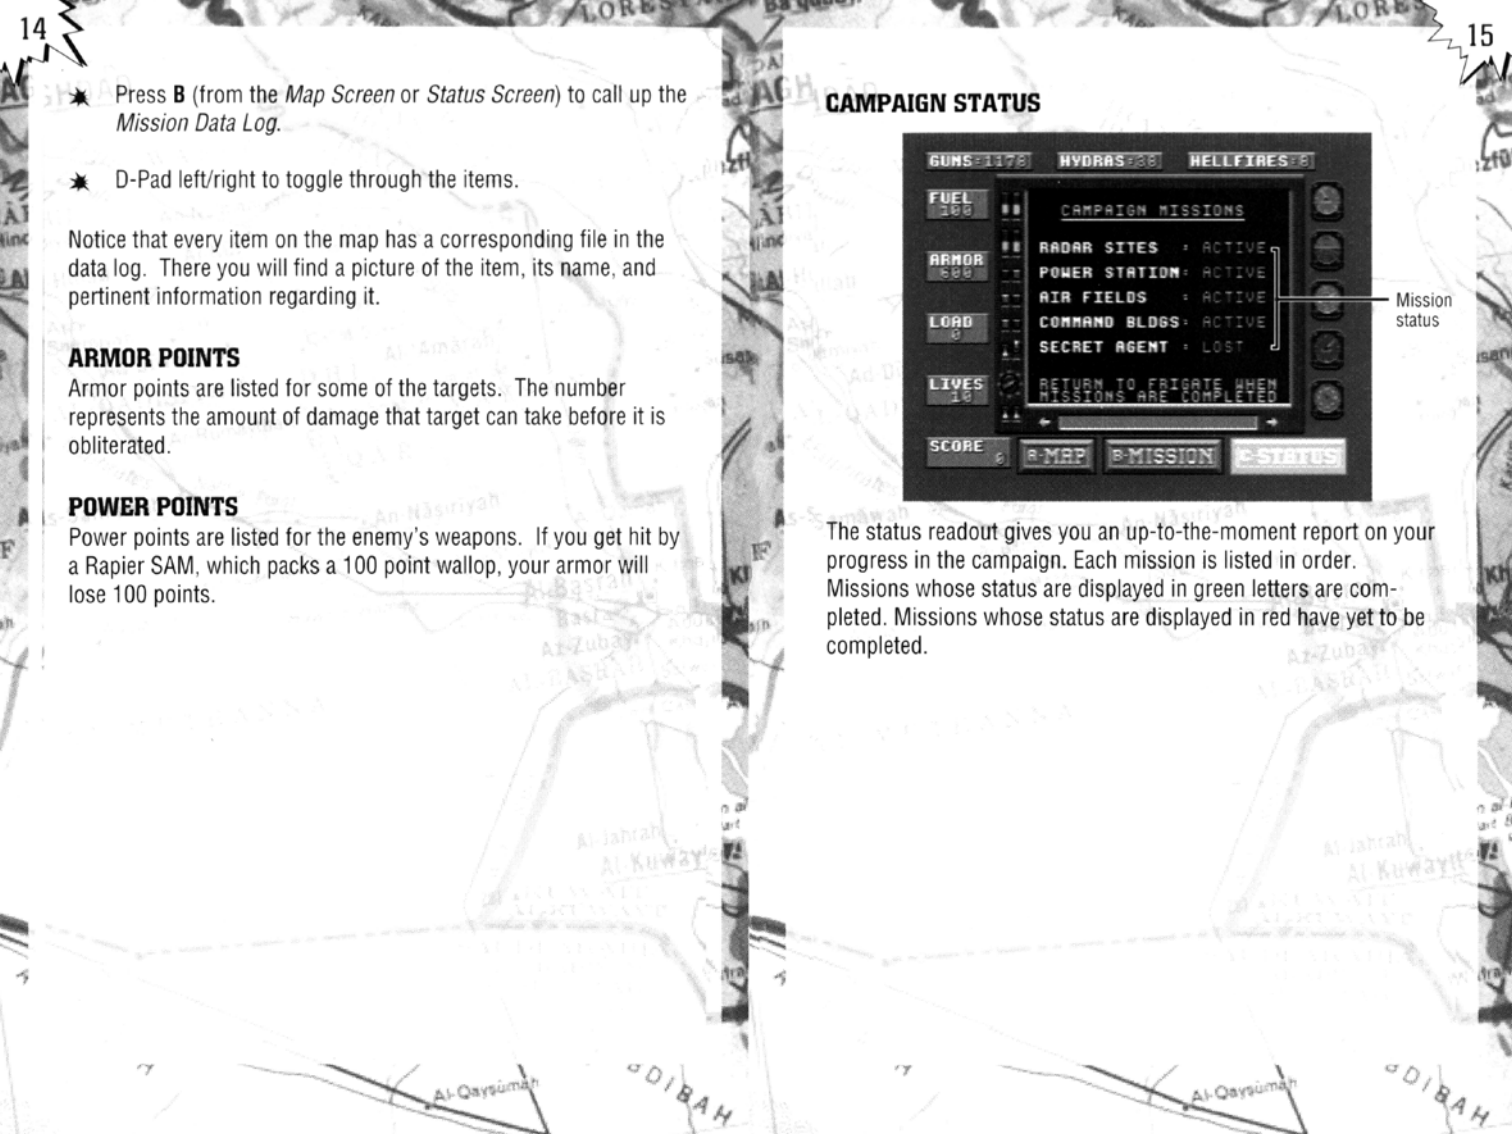 14
Press B (from the Map Screen or Status Screen) to call up the
Mission Data Log.
D-Pad left/right to toggle through the items.
Notice that every item on the map has a corresponding file in the
data log. There you will find a picture of the item, its name, and
pertinent information regarding it.
ARMOR POINTS
Armor points are listed for some of the targets. The number
represents the amount of damage that target can take before it is
obliterated.
POWER POINTS
Power points are listed for the enemy's weapons. If you get hit by
a Rapier SAM, which packs a 100 point wallop, your armor will
lose 100 points.
Al-Qaysumah
DIBAH
15
CAMPAIGN STATUS
GUNS:1178 HYDRAS:38 HELLFIRES:8
FUEL
100
ARMOR
600
LOAD
0
LIVES
10
SCORE
0
CAMPAIGN MISSIONS
RADAR SITES : ACTIVE
POWER STATION: ACTIVE
AIR FIELDS : ACTIVE
COMMAND BLDGS: ACTIVE
SECRET AGENT : LOST
RETURN TO FRIGATE WHEN
MISSIONS ARE COMPLETED
A-MAP B-MISSION C-STATUS
Mission
status
The status readout gives you an up-to-the-moment report on your
progress in the campaign. Each mission is listed in order.
Missions whose status are displayed in green letters are com-
pleted. Missions whose status are displayed in red have yet to be
completed.
Al-Qaysumah
DIBAH